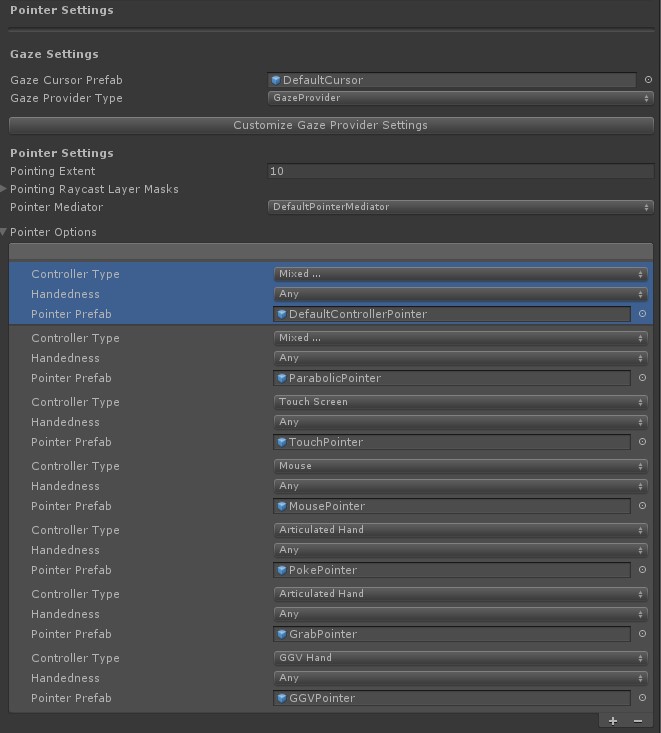 Pointer Settings
Gaze Settings
Gaze Cursor Prefab DefaultCursor
Gaze Provider Type GazeProvider
Customize Gaze Provider Settings
Pointer Settings
Pointing Extent 10
Pointing Raycast Layer Masks
Pointer Mediator DefaultPointerMediator
Pointer Options
Controller Type Mixed ...
Handedness Any
Pointer Prefab DefaultControllerPointer
Controller Type Mixed ...
Handedness Any
Pointer Prefab ParabolicPointer
Controller Type Touch Screen
Handedness Any
Pointer Prefab TouchPointer
Controller Type Mouse
Handedness Any
Pointer Prefab MousePointer
Controller Type Articulated Hand
Handedness Any
Pointer Prefab PokePointer
Controller Type Articulated Hand
Handedness Any
Pointer Prefab GrabPointer
Controller Type GGV Hand
Handedness Any
Pointer Prefab GGVPointer